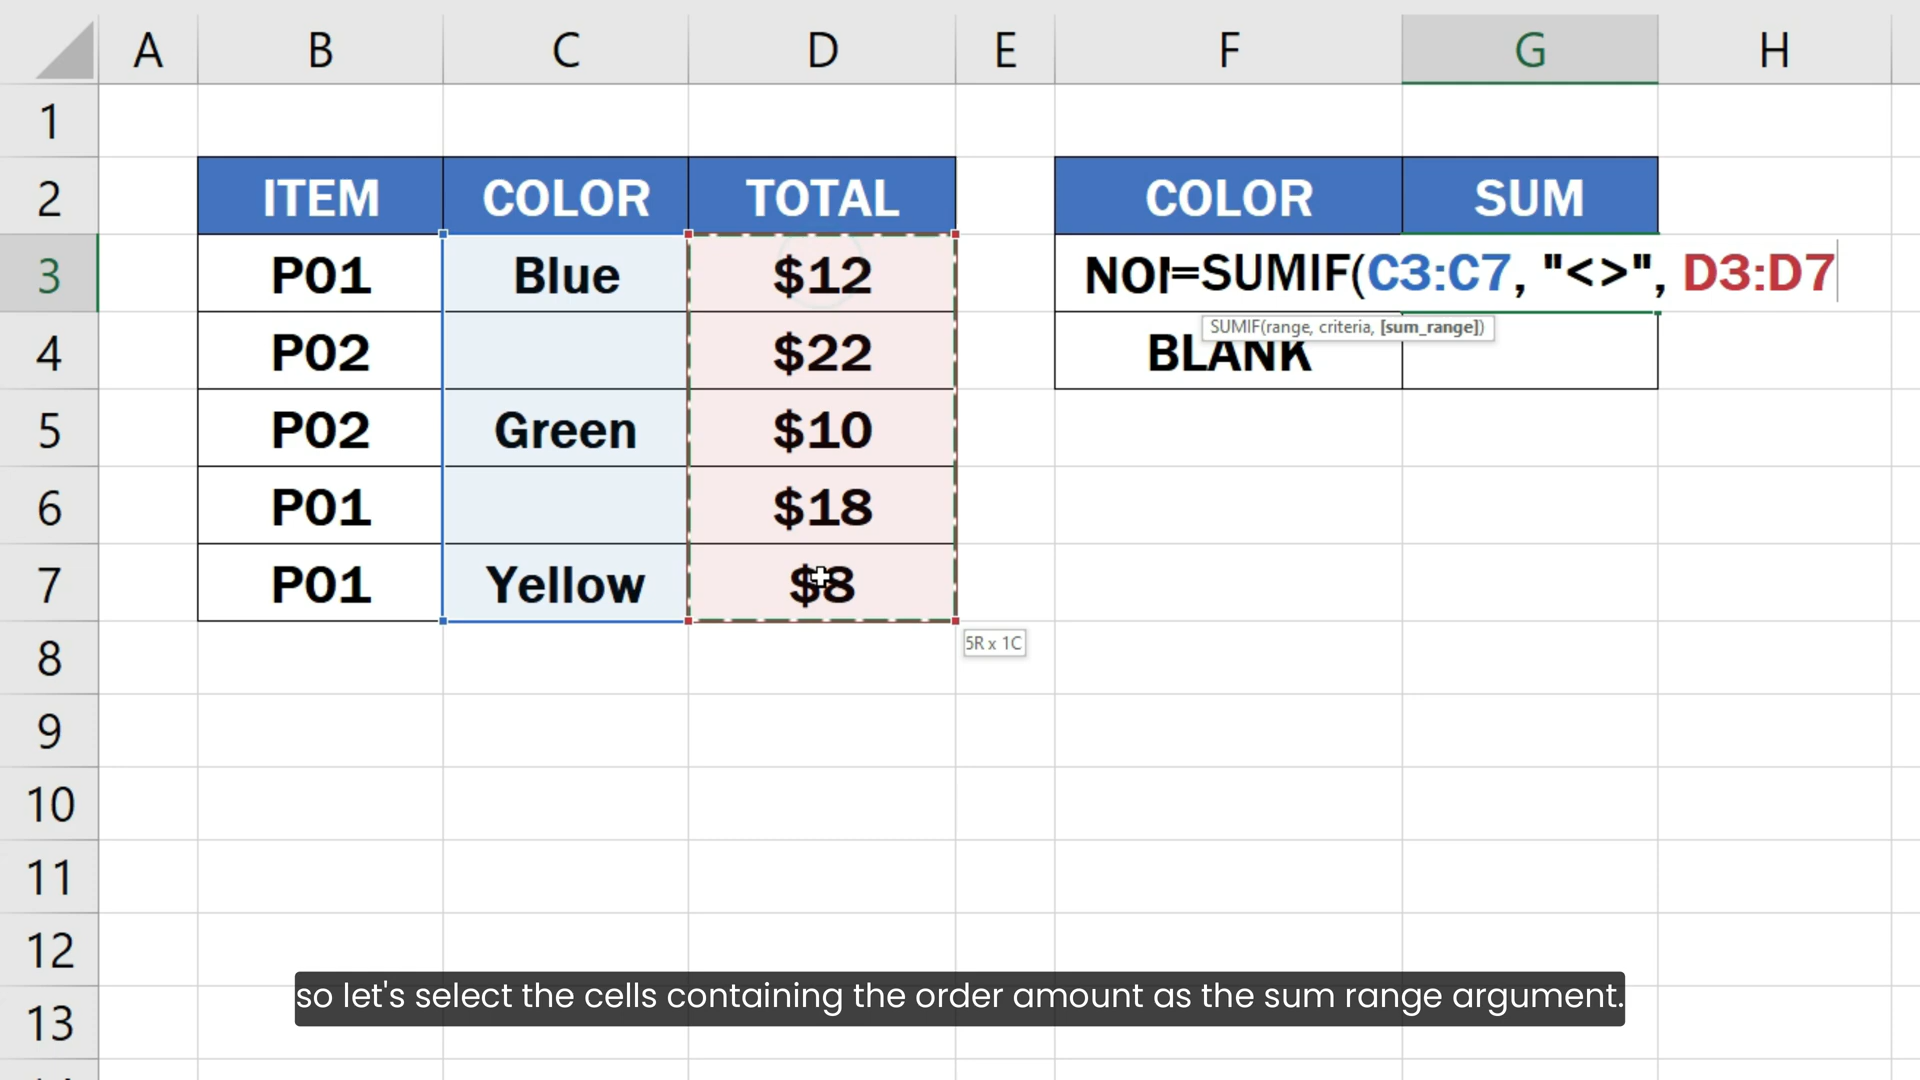 A B C D E F G H
1
2 ITEM COLOR TOTAL COLOR SUM
3 P01 Blue $12 NON =SUMIF(C3:C7, "<>", D3:D7
SUMIF(range, criteria, [sum_range])
4 P02 $22 BLANK
5 P02 Green $10
6 P01 $18
7 P01 Yellow $8
5R x 1C
8
9
10
11
12
so let's select the cells containing the order amount as the sum range argument.
13